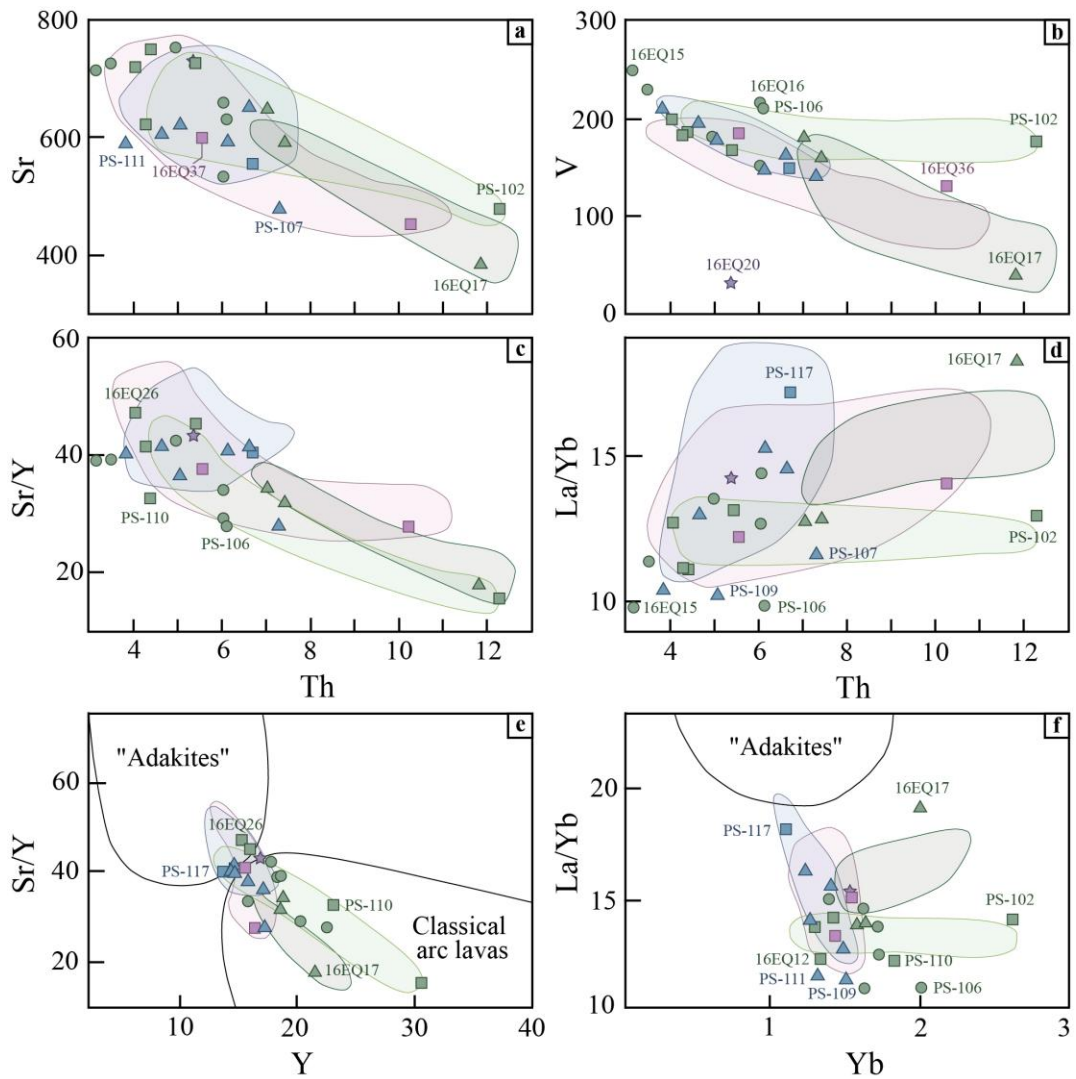 800
600
400
Sr
a
PS-111
16EQ37
PS-107
PS-102
16EQ17
300
200
100
0
V
b
16EQ15
16EQ16
PS-106
PS-102
16EQ36
16EQ20
16EQ17
60
40
20
Sr/Y
c
16EQ26
PS-110
PS-106
4 6 8 10 12
Th
15
10
La/Yb
d
16EQ17
PS-117
PS-102
PS-107
PS-109
16EQ15
PS-106
4 6 8 10 12
Th
60
40
20
Sr/Y
e
"Adakites"
16EQ26
PS-117
PS-110
Classical
arc lavas
16EQ17
10 20 30 40
Y
20
15
10
La/Yb
f
"Adakites"
16EQ17
PS-117
PS-102
16EQ12
PS-110
PS-111
PS-109
PS-106
1 2 3
Yb